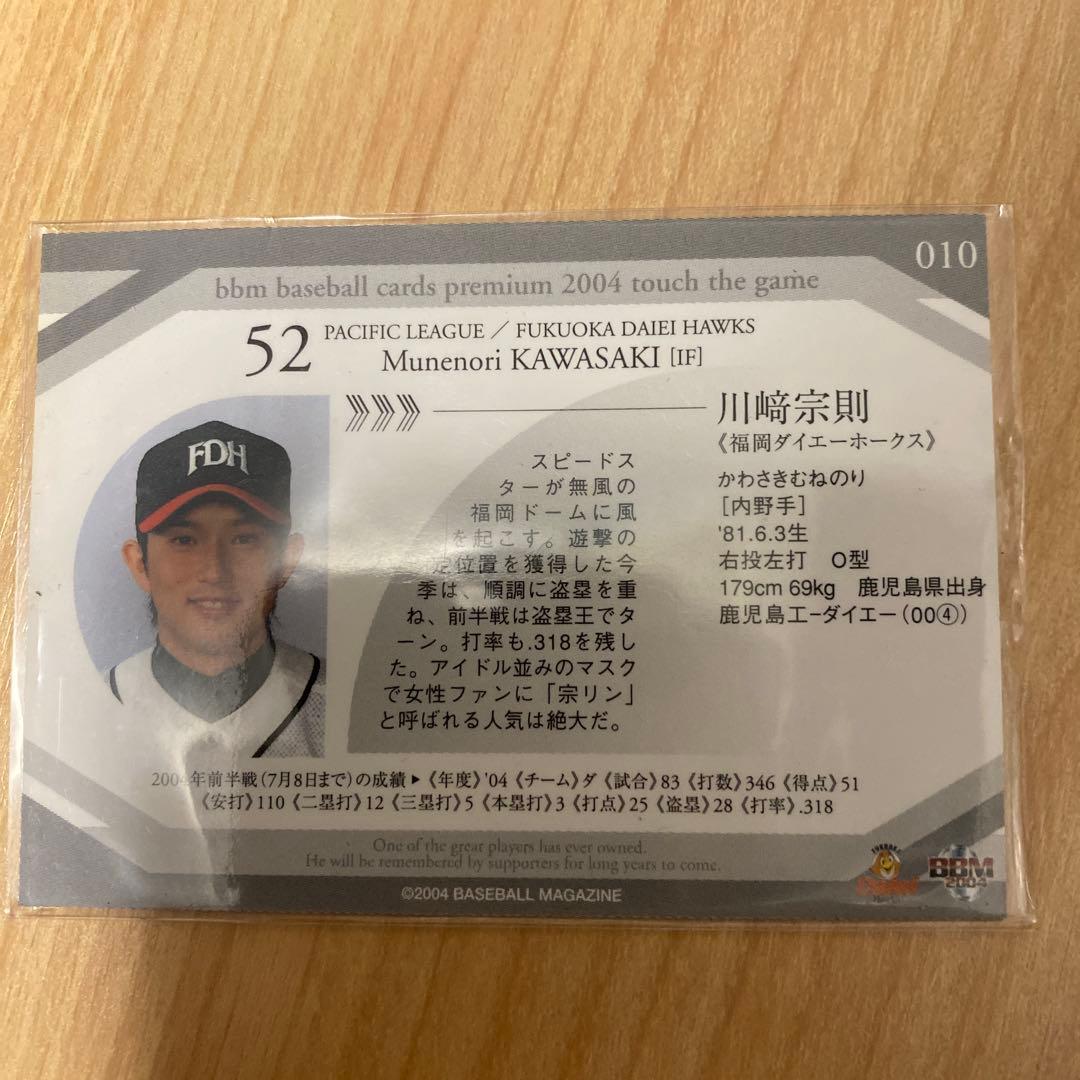 010
bbm baseball cards premium 2004 touch the game
52 PACIFIC LEAGUE／FUKUOKA DAIEI HAWKS
Munenori KAWASAKI [IF]
川﨑宗則
《福岡ダイエーホークス》
かわさきむねのり
[内野手]
'81.6.3生
右投左打 O型
179cm 69kg 鹿児島県出身
鹿児島工ーダイエー(00④)
FDH
スピードス
ターが無風の
福岡ドームに風
を起こす。遊撃の
定位置を獲得した今
季は、順調に盗塁を重
ね、前半戦は盗塁王でタ
ーン。打率も.318を残し
た。アイドル並みのマスク
で女性ファンに「宗リン」
と呼ばれる人気は絶大だ。
2004年前半戦(7月8日まで)の成績▶《年度》'04《チーム》ダ《試合》83《打数》346《得点》51
《安打》110《二塁打》12《三塁打》5《本塁打》3《打点》25《盗塁》28《打率》.318
One of the great players has ever owned.
He will be remembered by supporters for long years to come.
©2004 BASEBALL MAGAZINE
BBM
2004